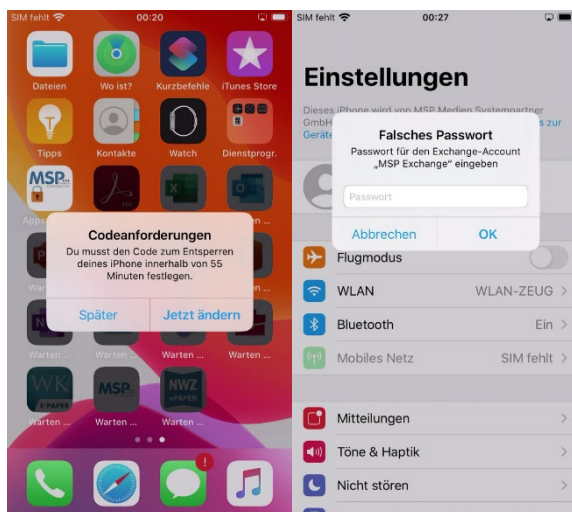 SIM fehlt 00:20
Dateien Wo ist? Kurzbefehle iTunes Store
Tipps Kontakte Watch Dienstprogr.
MSP
PDF
Codeanforderungen
Du musst den Code zum Entsperren
deines iPhone innerhalb von 55
Minuten festlegen.
Später Jetzt ändern
Warten ... Warten ... Warten ... Warten ...
WK MSP NWZ
E-PAPER ePAPER
Warten ... Warten ... Warten ...
SIM fehlt 00:27
Einstellungen
Dieses iPhone wird von MSP Medien Systempartner
Falsches Passwort
Passwort für den Exchange-Account
„MSP Exchange“ eingeben
Passwort
Abbrechen OK
Flugmodus
WLAN WLAN-ZEUG
Bluetooth Ein
Mobiles Netz SIM fehlt
Mitteilungen
Töne & Haptik
Nicht stören